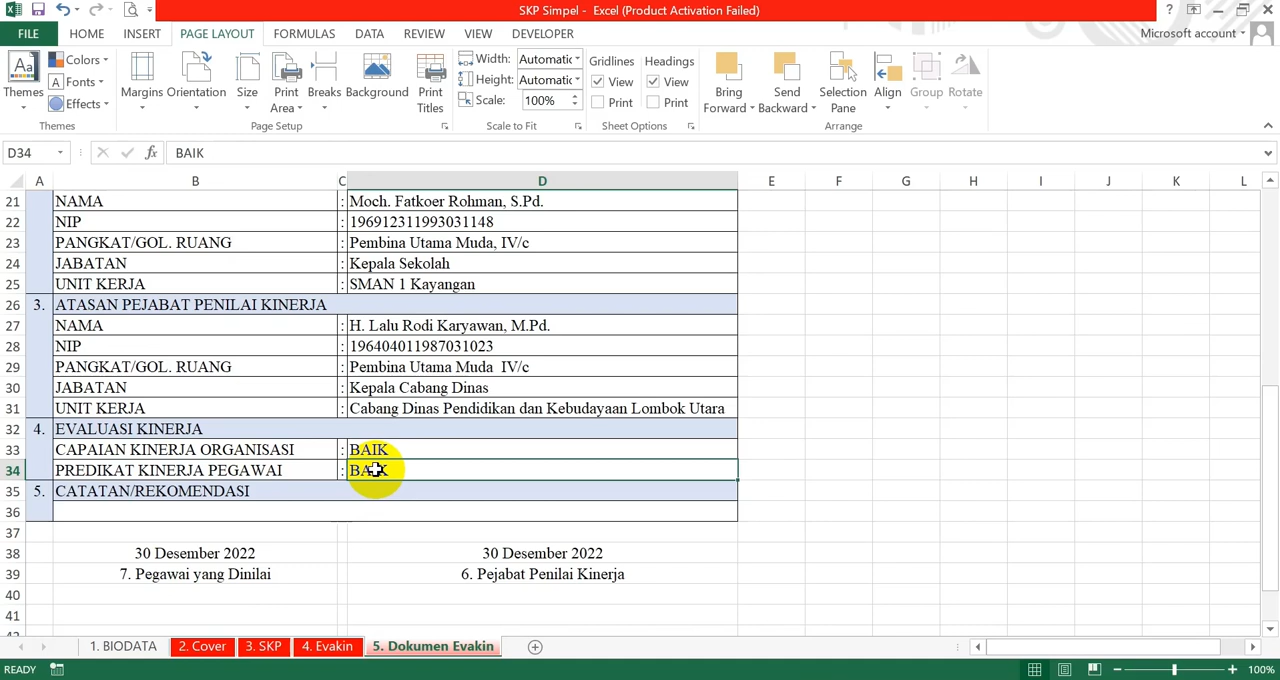 SKP Simpel - Excel (Product Activation Failed)
FILE HOME INSERT PAGE LAYOUT FORMULAS DATA REVIEW VIEW DEVELOPER Microsoft account
Themes Colors Fonts Effects
Margins Orientation Size Print Area Breaks Background Print Titles
Width: Automatic
Height: Automatic
Scale: 100%
Gridlines Headings
View View
Print Print
Bring Forward Send Backward Selection Pane Align Group Rotate
Themes Page Setup Scale to Fit Sheet Options Arrange
D34 fx BAIK
A B C D E F G H I J K L
21 NAMA : Moch. Fatkoer Rohman, S.Pd.
22 NIP : 196912311993031148
23 PANGKAT/GOL. RUANG : Pembina Utama Muda, IV/c
24 JABATAN : Kepala Sekolah
25 UNIT KERJA : SMAN 1 Kayangan
26 3. ATASAN PEJABAT PENILAI KINERJA
27 NAMA : H. Lalu Rodi Karyawan, M.Pd.
28 NIP : 196404011987031023
29 PANGKAT/GOL. RUANG : Pembina Utama Muda IV/c
30 JABATAN : Kepala Cabang Dinas
31 UNIT KERJA : Cabang Dinas Pendidikan dan Kebudayaan Lombok Utara
32 4. EVALUASI KINERJA
33 CAPAIAN KINERJA ORGANISASI : BAIK
34 PREDIKAT KINERJA PEGAWAI : BAIK
35 5. CATATAN/REKOMENDASI
36
37
38 30 Desember 2022 30 Desember 2022
39 7. Pegawai yang Dinilai 6. Pejabat Penilai Kinerja
40
41
1. BIODATA 2. Cover 3. SKP 4. Evakin 5. Dokumen Evakin
READY 100%